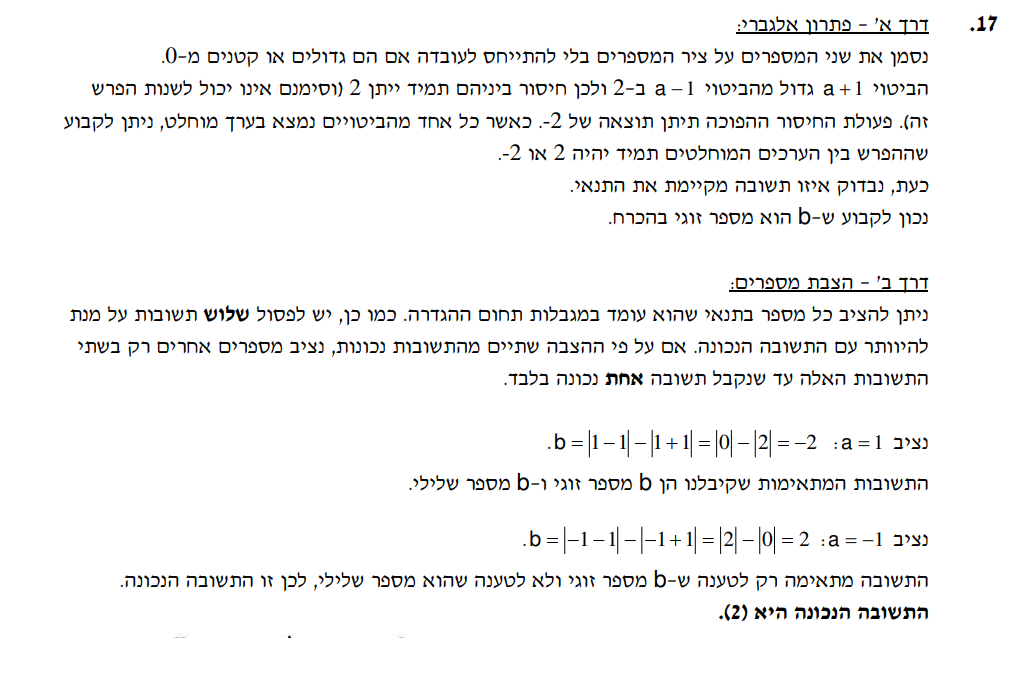 17. דרך א' – פתרון אלגברי:
נסמן את שני המספרים על ציר המספרים בלי להתייחס לעובדה אם הם גדולים או קטנים מ-0.
הביטוי a+1 גדול מהביטוי a−1 ב-2 ולכן חיסור ביניהם תמיד ייתן 2 (וסימנם אינו יכול לשנות הפרש
זה). פעולת החיסור ההפוכה תיתן תוצאה של 2-. כאשר כל אחד מהביטויים נמצא בערך מוחלט, ניתן לקבוע
שההפרש בין הערכים המוחלטים תמיד יהיה 2 או 2-.
כעת, נבדוק איזו תשובה מקיימת את התנאי.
נכון לקבוע ש-b הוא מספר זוגי בהכרח.
דרך ב' – הצבת מספרים:
ניתן להציב כל מספר בתנאי שהוא עומד במגבלות תחום ההגדרה. כמו כן, יש לפסול שלוש תשובות על מנת
להיוותר עם התשובה הנכונה. אם על פי ההצבה שתיים מהתשובות נכונות, נציב מספרים אחרים רק בשתי
התשובות האלה עד שנקבל תשובה אחת נכונה בלבד.
נציב a = 1: b = |1−1| − |1+1| = |0| − |2| = −2.
התשובות המתאימות שקיבלנו הן b מספר זוגי ו-b מספר שלילי.
נציב a = −1: b = |−1−1| − |−1+1| = |2| − |0| = 2.
התשובה מתאימה רק לטענה ש-b מספר זוגי ולא לטענה שהוא מספר שלילי, לכן זו התשובה הנכונה.
התשובה הנכונה היא (2).